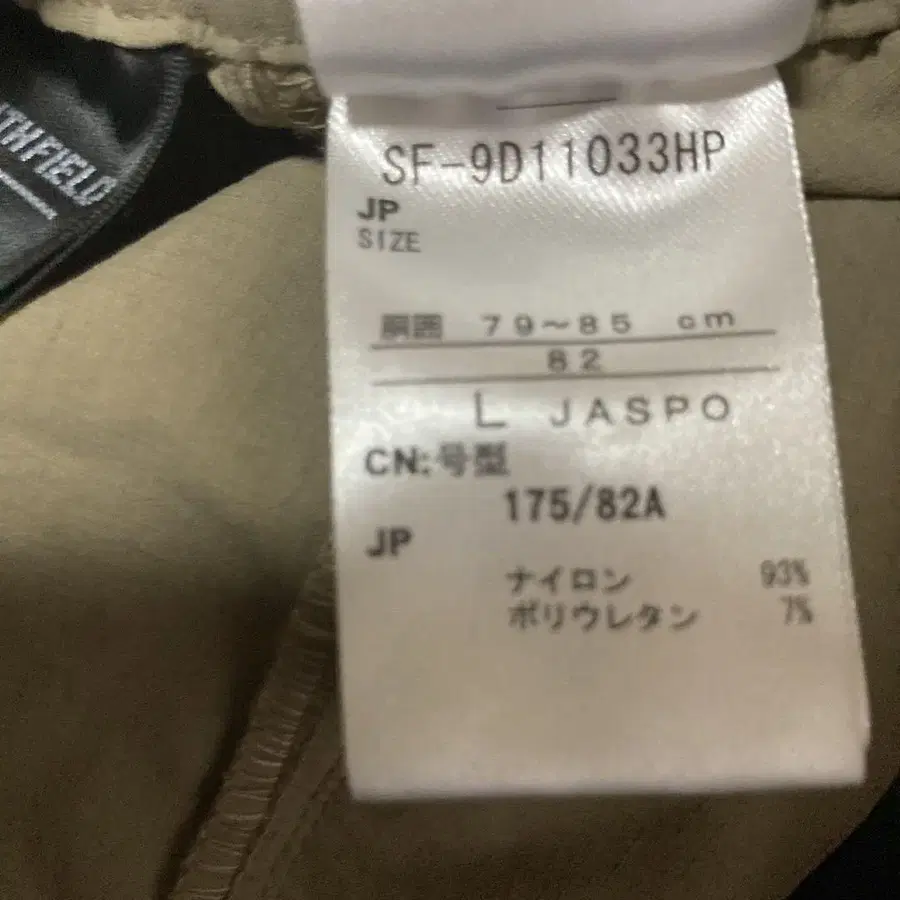 THFIELD
SF-9D11033HP
JP
SIZE
胴囲 79～85 cm
82
L JASPO
CN:号型
175/82A
JP
ナイロン 93%
ポリウレタン 7%